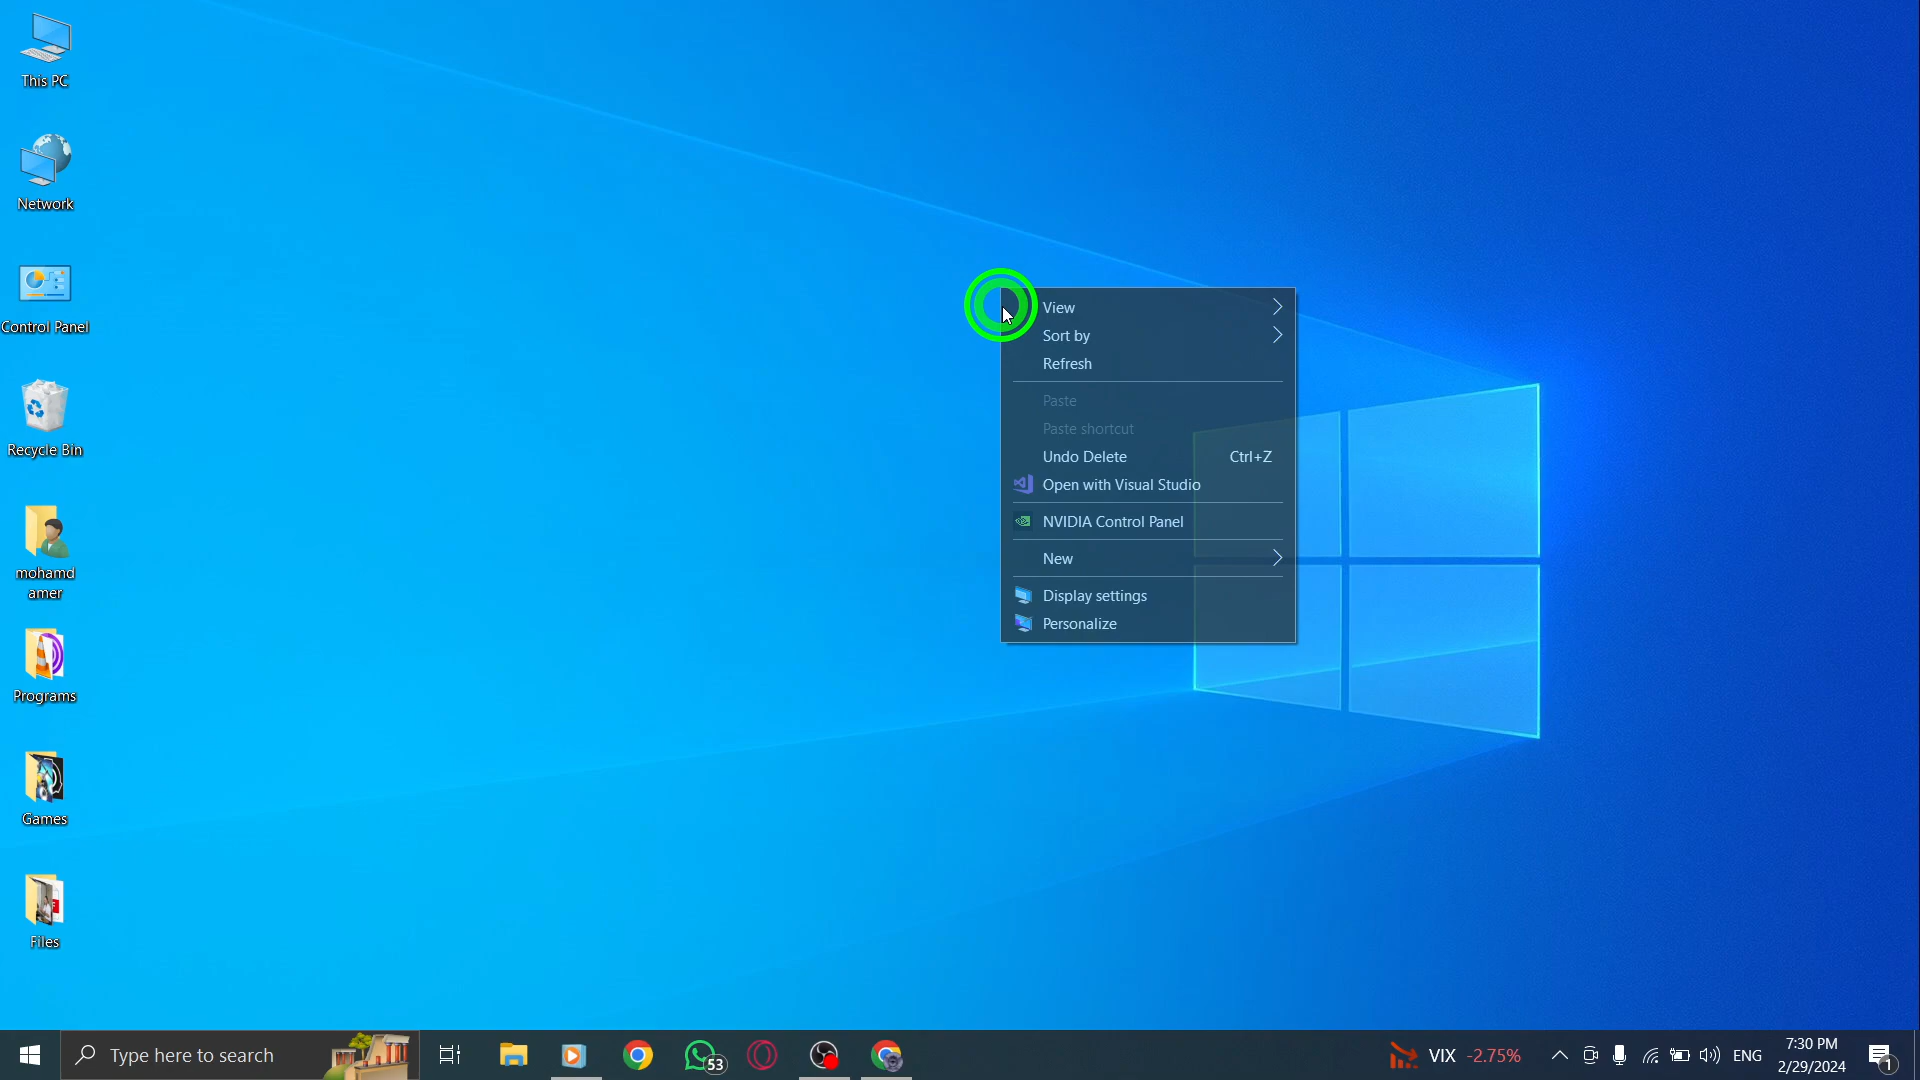 This PC
Network
Control Panel
Recycle Bin
mohamd
amer
Programs
Games
Files
View
Sort by
Refresh
Paste
Paste shortcut
Undo Delete Ctrl+Z
Open with Visual Studio
NVIDIA Control Panel
New
Display settings
Personalize
Type here to search
53
VIX -2.75%
ENG
7:30 PM
2/29/2024
1